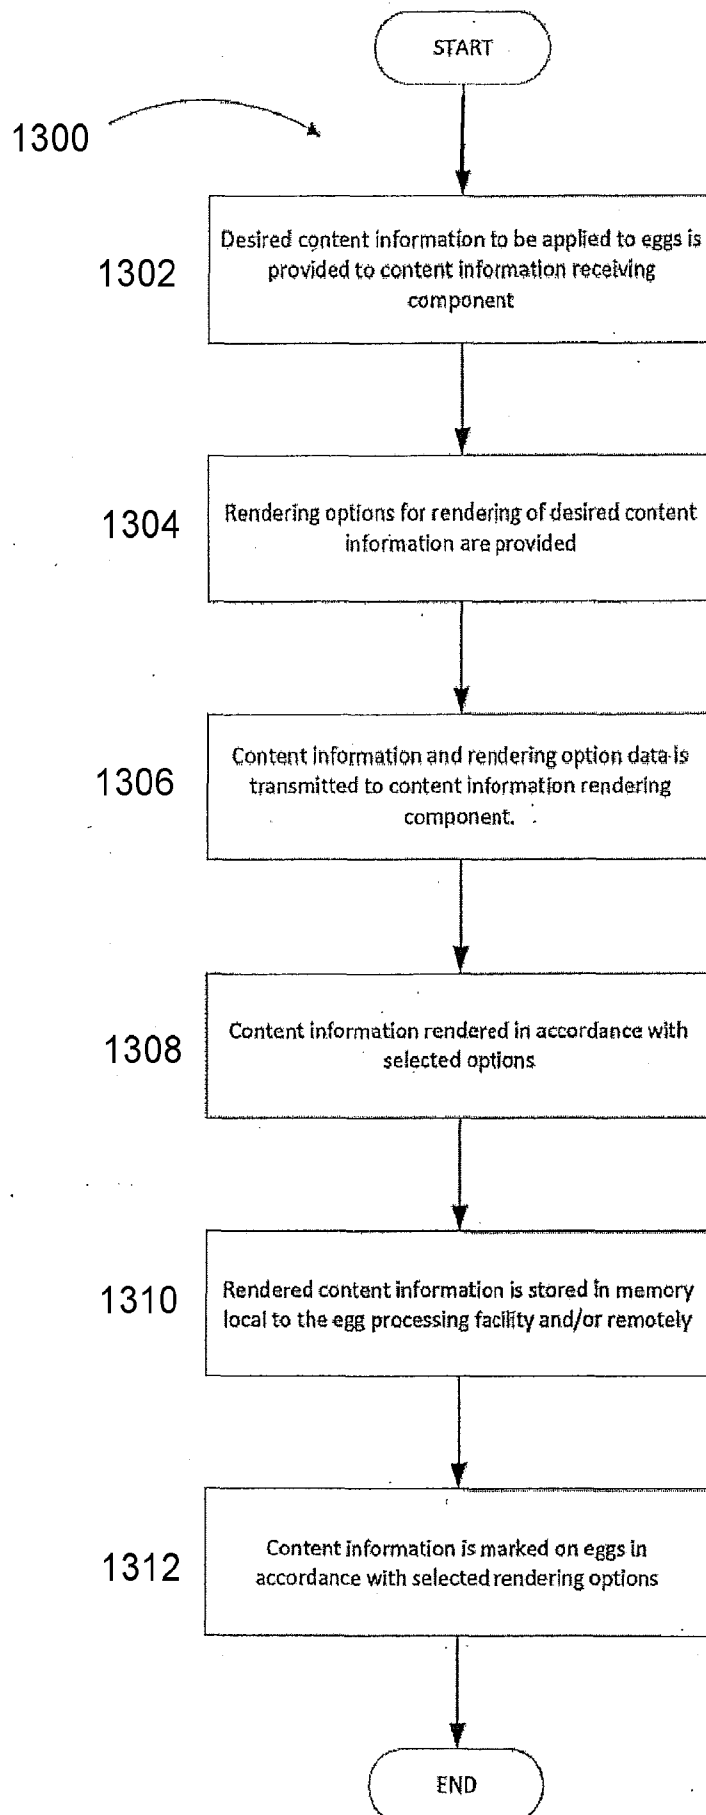 START
1300
Desired content information to be applied to eggs is
provided to content information receiving
component
1302
Rendering options for rendering of desired content
information are provided
1304
Content information and rendering option data is
transmitted to content information rendering
component.
1306
Content information rendered in accordance with
selected options
1308
Rendered content information is stored in memory
local to the egg processing facility and/or remotely
1310
Content information is marked on eggs in
accordance with selected rendering options
1312
END